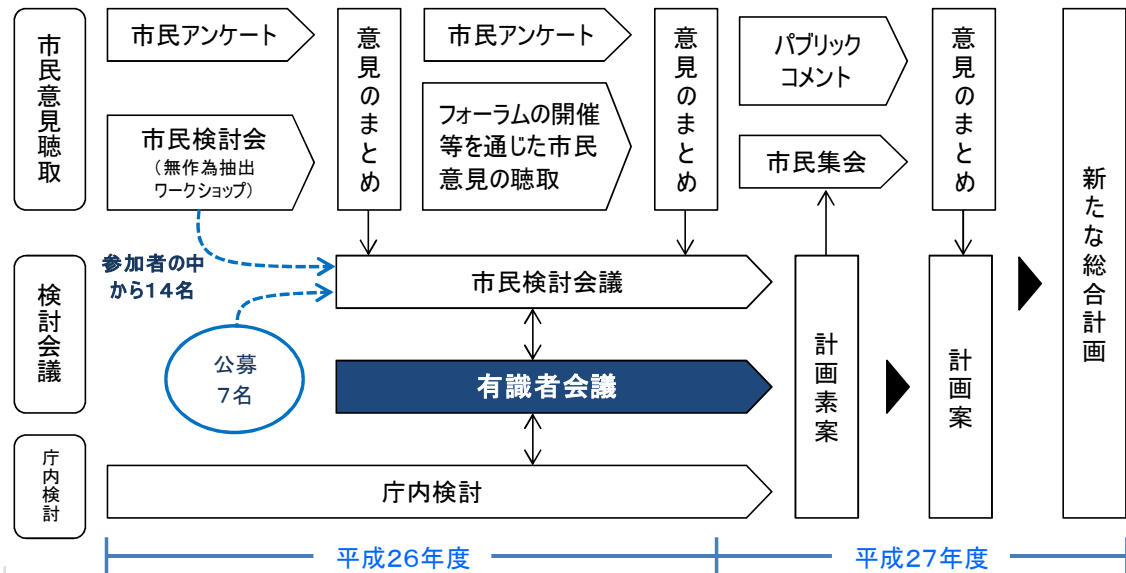 市民意見聴取
市民アンケート
市民検討会
（無作為抽出
ワークショップ）
意見のまとめ
市民アンケート
フォーラムの開催
等を通じた市民
意見の聴取
意見のまとめ
パブリック
コメント
市民集会
意見のまとめ
検討会議
参加者の中
から14名
公募
7名
市民検討会議
有識者会議
計画素案
計画案
新たな総合計画
庁内検討
庁内検討
平成26年度
平成27年度